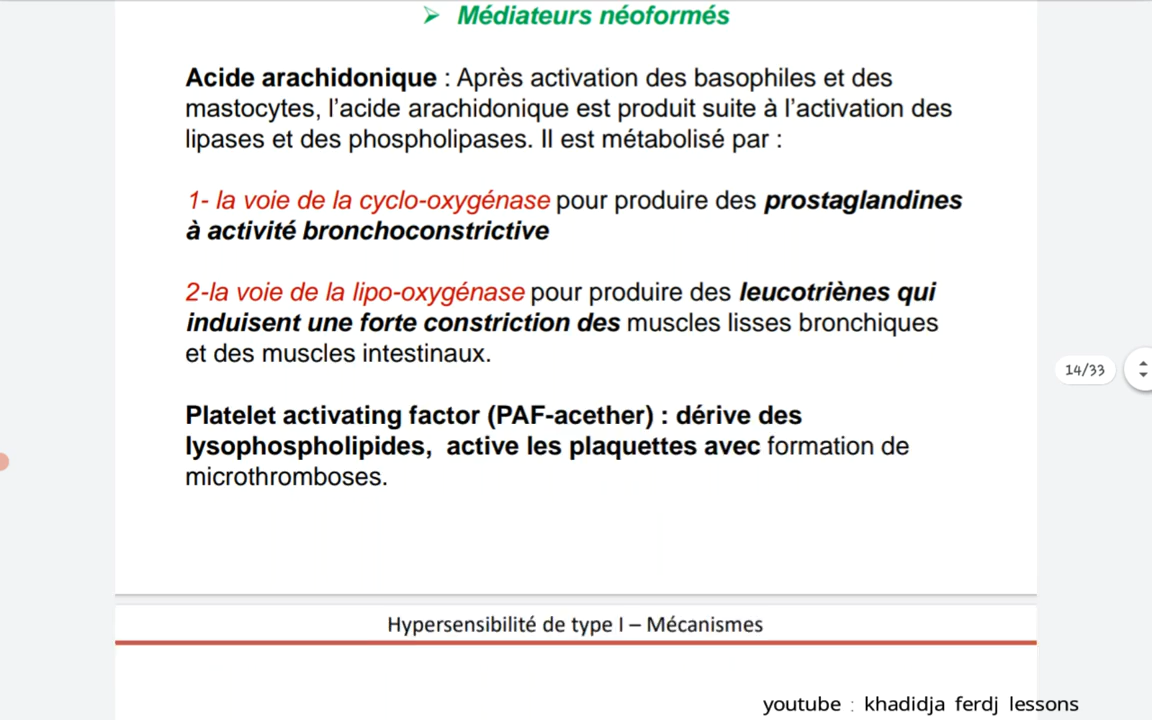 ➢ Médiateurs néoformés
Acide arachidonique : Après activation des basophiles et des
mastocytes, l’acide arachidonique est produit suite à l’activation des
lipases et des phospholipases. Il est métabolisé par :
1- la voie de la cyclo-oxygénase pour produire des prostaglandines
à activité bronchoconstrictive
2-la voie de la lipo-oxygénase pour produire des leucotriènes qui
induisent une forte constriction des muscles lisses bronchiques
et des muscles intestinaux.
14/33
Platelet activating factor (PAF-acether) : dérive des
lysophospholipides, active les plaquettes avec formation de
microthromboses.
Hypersensibilité de type I – Mécanismes
youtube : khadidja ferdj lessons